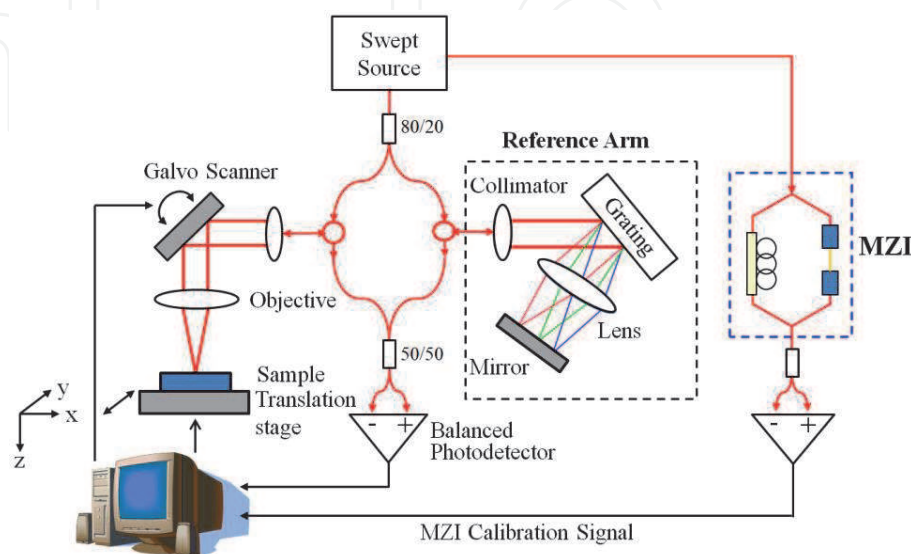 Swept
Source
80/20
Reference Arm
Galvo Scanner
Collimator
Grating
MZI
Objective
Lens
Mirror
50/50
Sample
Translation
stage
y
x
z
- +
Balanced
Photodetector
- +
MZI Calibration Signal